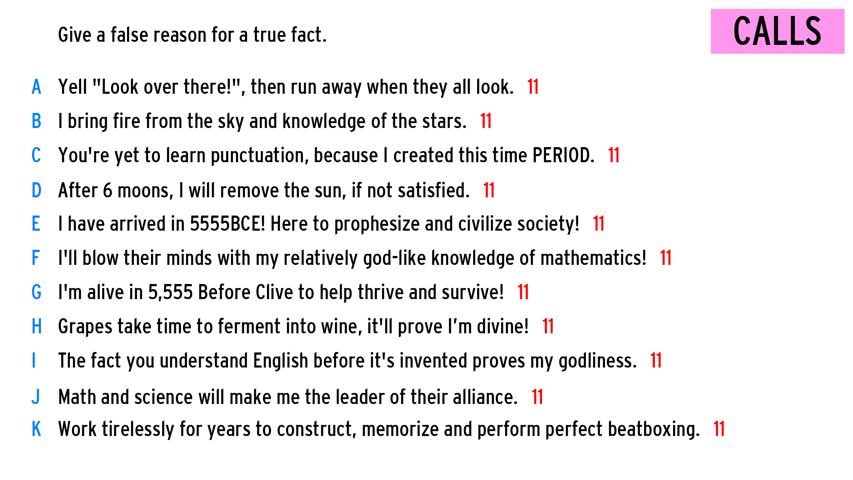 Give a false reason for a true fact.
CALLS
A Yell "Look over there!", then run away when they all look. 11
B I bring fire from the sky and knowledge of the stars. 11
C You're yet to learn punctuation, because I created this time PERIOD. 11
D After 6 moons, I will remove the sun, if not satisfied. 11
E I have arrived in 5555BCE! Here to prophesize and civilize society! 11
F I'll blow their minds with my relatively god-like knowledge of mathematics! 11
G I'm alive in 5,555 Before Clive to help thrive and survive! 11
H Grapes take time to ferment into wine, it'll prove I’m divine! 11
I The fact you understand English before it's invented proves my godliness. 11
J Math and science will make me the leader of their alliance. 11
K Work tirelessly for years to construct, memorize and perform perfect beatboxing. 11